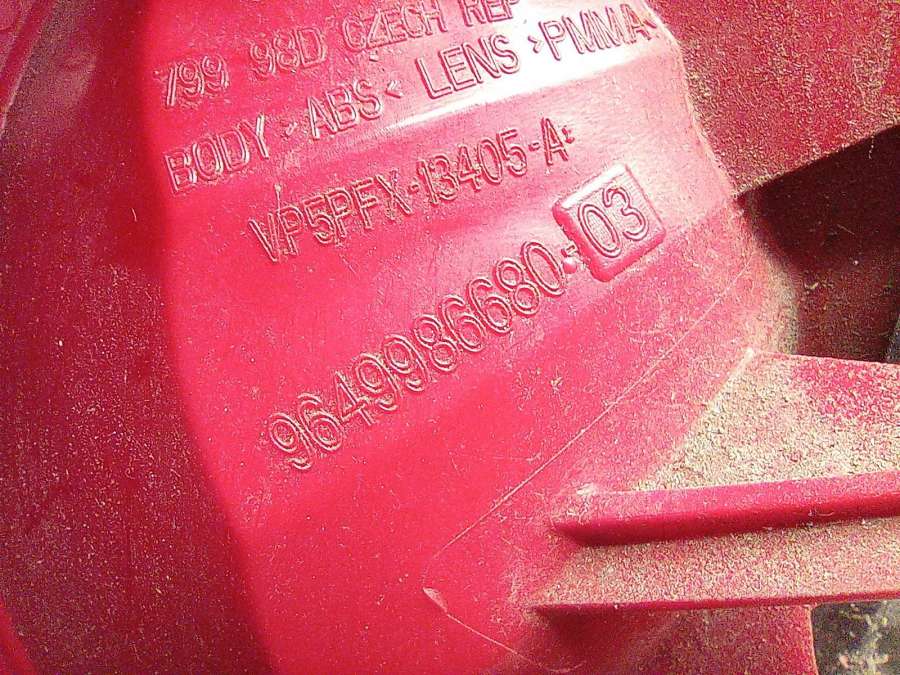 799 98D CZECH REP
BODY >ABS< LENS >PMMA<
VP5PFX-13405-A
9649986680-03